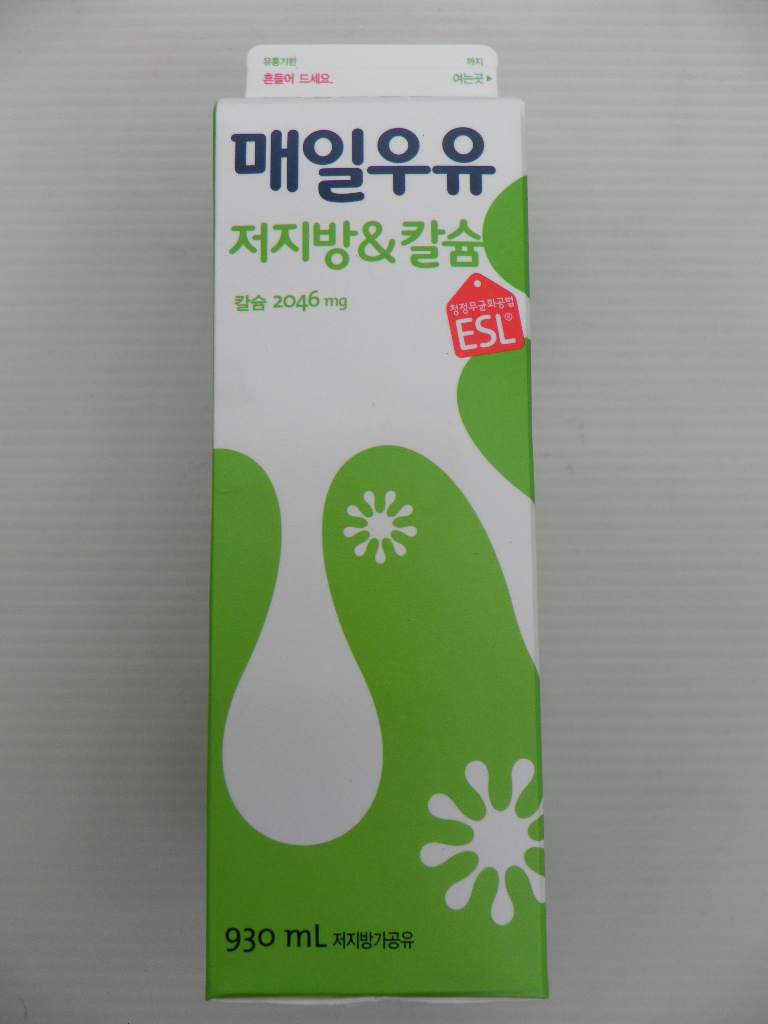 유통기한 까지
흔들어 드세요. 여는곳▶
매일우유
저지방&칼슘
칼슘 2046 mg
청정무균화공법
ESL®
930 mL 저지방가공유